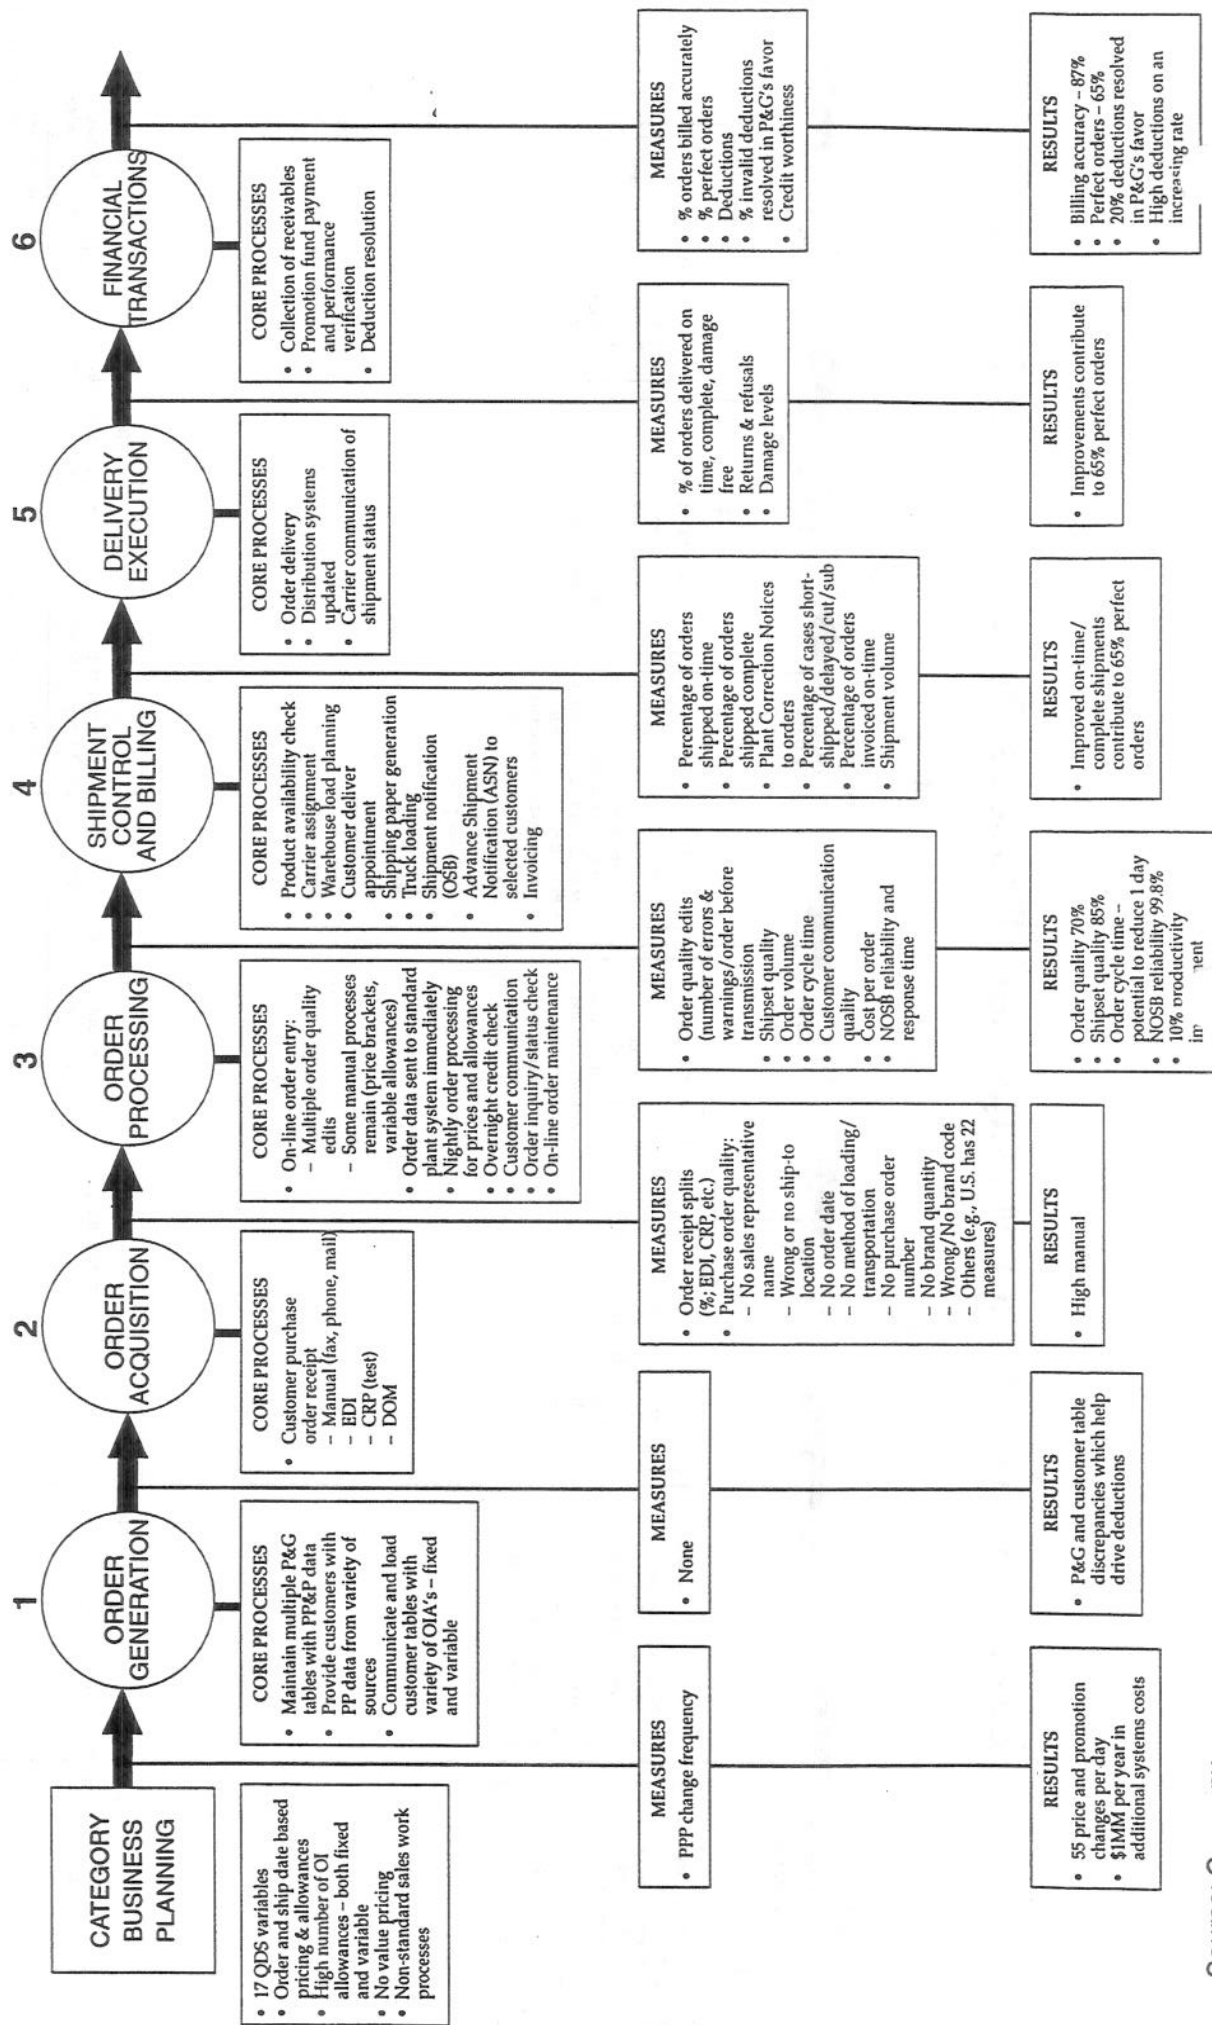 CATEGORY
BUSINESS
PLANNING
• 17 QDS variables
• Order and ship date based
pricing & allowances
• High number of OI
allowances – both fixed
and variable
• No value pricing
• Non-standard sales work
processes
MEASURES
• PPP change frequency
RESULTS
• 55 price and promotion
changes per day
• $1MM per year in
additional systems costs
1
ORDER
GENERATION
CORE PROCESSES
• Maintain multiple P&G
tables with PP&P data
• Provide customers with
PP data from variety of
sources
• Communicate and load
customer tables with
variety of OIA's – fixed
and variable
MEASURES
• None
RESULTS
• P&G and customer table
discrepancies which help
drive deductions
2
ORDER
ACQUISITION
CORE PROCESSES
• Customer purchase
order receipt
– Manual (fax, phone, mail)
– EDI
– CRP (test)
– DOM
MEASURES
• Order receipt splits
(%; EDI, CRP, etc.)
• Purchase order quality:
– No sales representative
name
– Wrong or no ship-to
location
– No order date
– No method of loading/
transportation
– No purchase order
number
– No brand quantity
– Wrong/No brand code
– Others (e.g., U.S. has 22
measures)
RESULTS
• High manual
3
ORDER
PROCESSING
CORE PROCESSES
• On-line order entry:
– Multiple order quality
edits
– Some manual processes
remain (price brackets,
variable allowances)
• Order data sent to standard
plant system immediately
• Nightly order processing
for prices and allowances
• Overnight credit check
• Customer communication
• Order inquiry/status check
• On-line order maintenance
MEASURES
• Order quality edits
(number of errors &
warnings/order before
transmission
• Shipset quality
• Order volume
• Order cycle time
• Customer communication
quality
• Cost per order
• NOSB reliability and
response time
RESULTS
• Order quality 70%
• Shipset quality 85%
• Order cycle time –
potential to reduce 1 day
• NOSB reliability 99.8%
• 10% productivity
4
SHIPMENT
CONTROL
AND BILLING
CORE PROCESSES
• Product availability check
• Carrier assignment
• Warehouse load planning
• Customer deliver
appointment
• Shipping paper generation
• Truck loading
• Shipment notification
(OSB)
• Advance Shipment
Notification (ASN) to
selected customers
• Invoicing
MEASURES
• Percentage of orders
shipped on-time
• Percentage of orders
shipped complete
• Plant Correction Notices
to orders
• Percentage of cases short-
shipped/delayed/cut/sub
• Percentage of orders
invoiced on-time
• Shipment volume
RESULTS
• Improved on-time/
complete shipments
contribute to 65% perfect
orders
5
DELIVERY
EXECUTION
CORE PROCESSES
• Order delivery
• Distribution systems
updated
• Carrier communication of
shipment status
MEASURES
• % of orders delivered on
time, complete, damage
free
• Returns & refusals
• Damage levels
RESULTS
• Improvements contribute
to 65% perfect orders
6
FINANCIAL
TRANSACTIONS
CORE PROCESSES
• Collection of receivables
• Promotion fund payment
and performance
verification
• Deduction resolution
MEASURES
• % orders billed accurately
• % perfect orders
• Deductions
• % invalid deductions
resolved in P&G's favor
• Credit worthiness
RESULTS
• Billing accuracy – 87%
• Perfect orders – 65%
• 20% deductions resolved
in P&G's favor
• High deductions on an
increasing rate